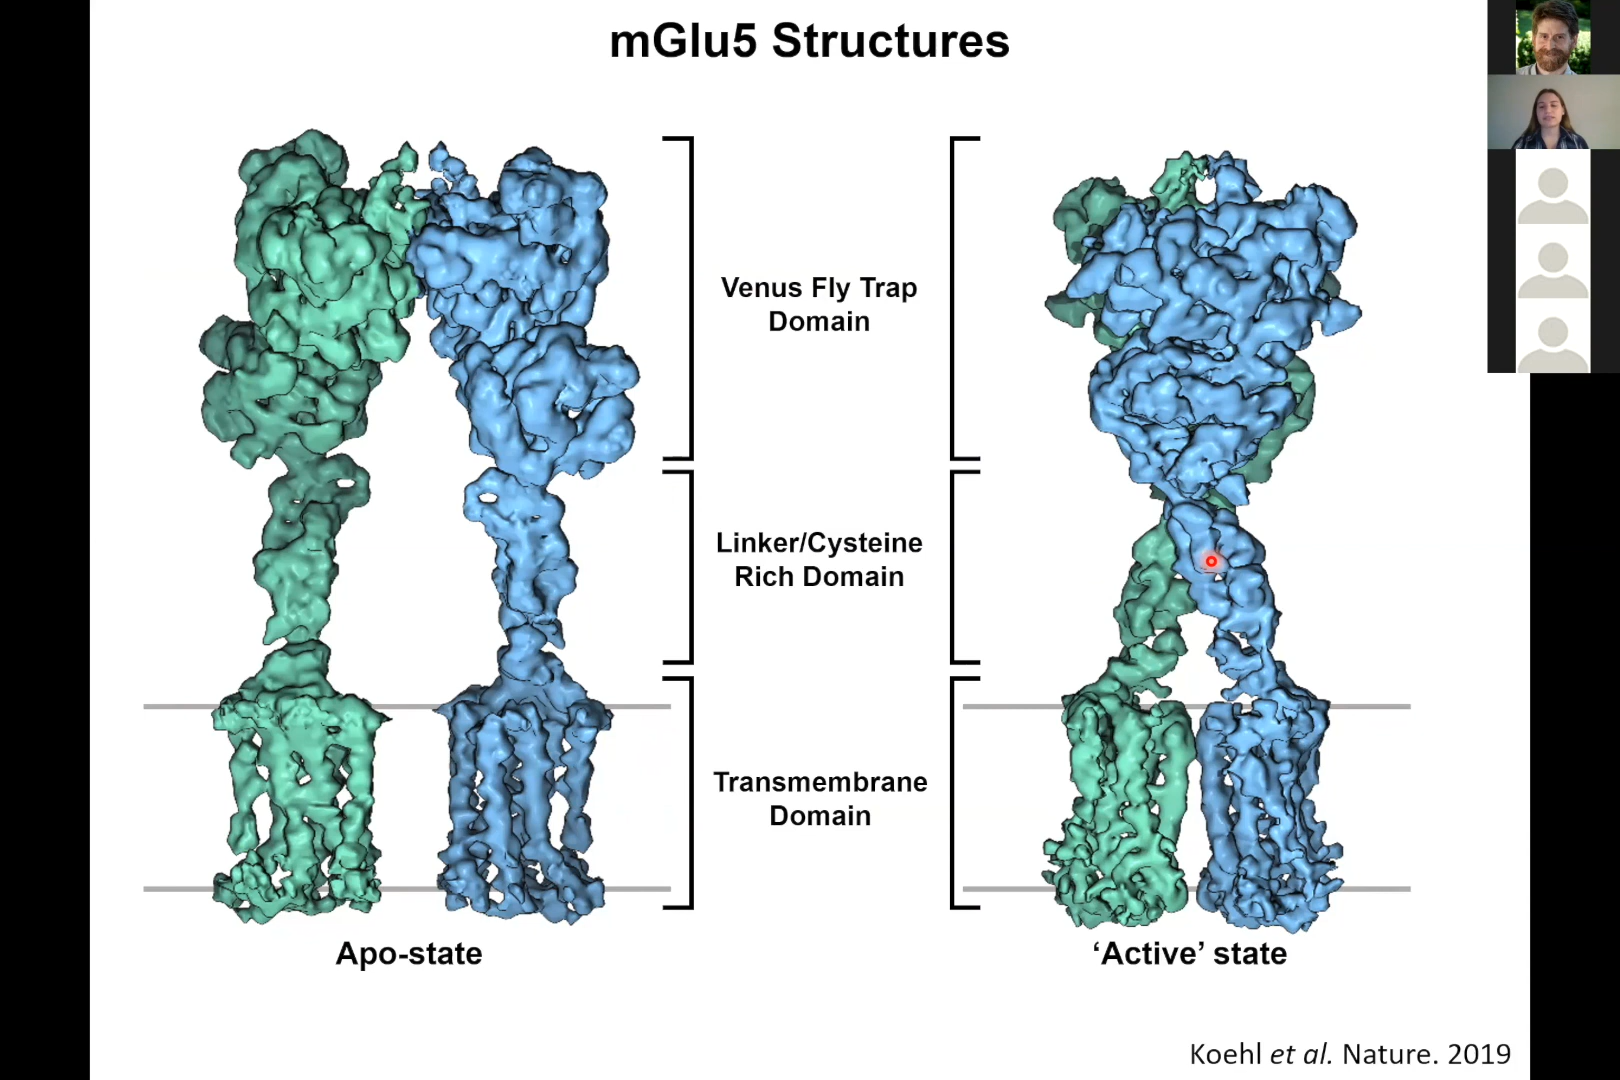 mGlu5 Structures
Venus Fly Trap
Domain
Linker/Cysteine
Rich Domain
Transmembrane
Domain
Apo-state
‘Active’ state
Koehl et al. Nature. 2019